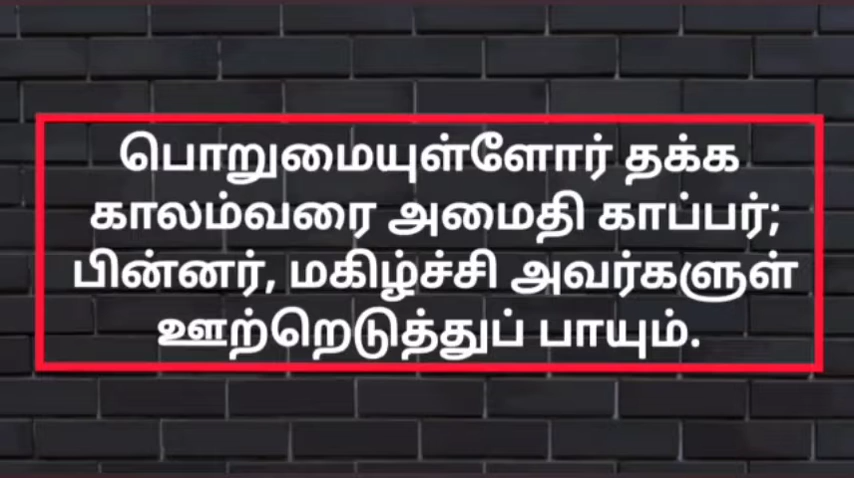 பொறுமையுள்ளோர் தக்க
காலம்வரை அமைதி காப்பர்;
பின்னர், மகிழ்ச்சி அவர்களுள்
ஊற்றெடுத்துப் பாயும்.